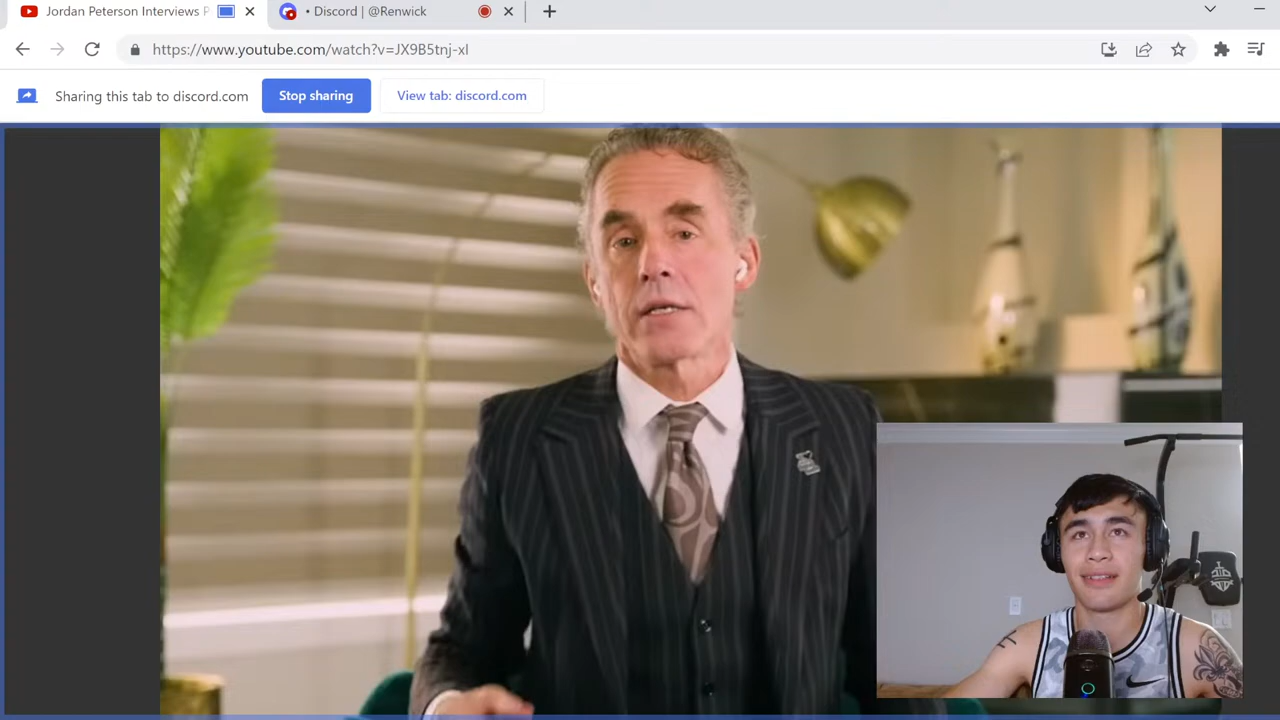 Jordan Peterson Interviews P
• Discord | @Renwick
https://www.youtube.com/watch?v=JX9B5tnj-xI
Sharing this tab to discord.com
Stop sharing
View tab: discord.com